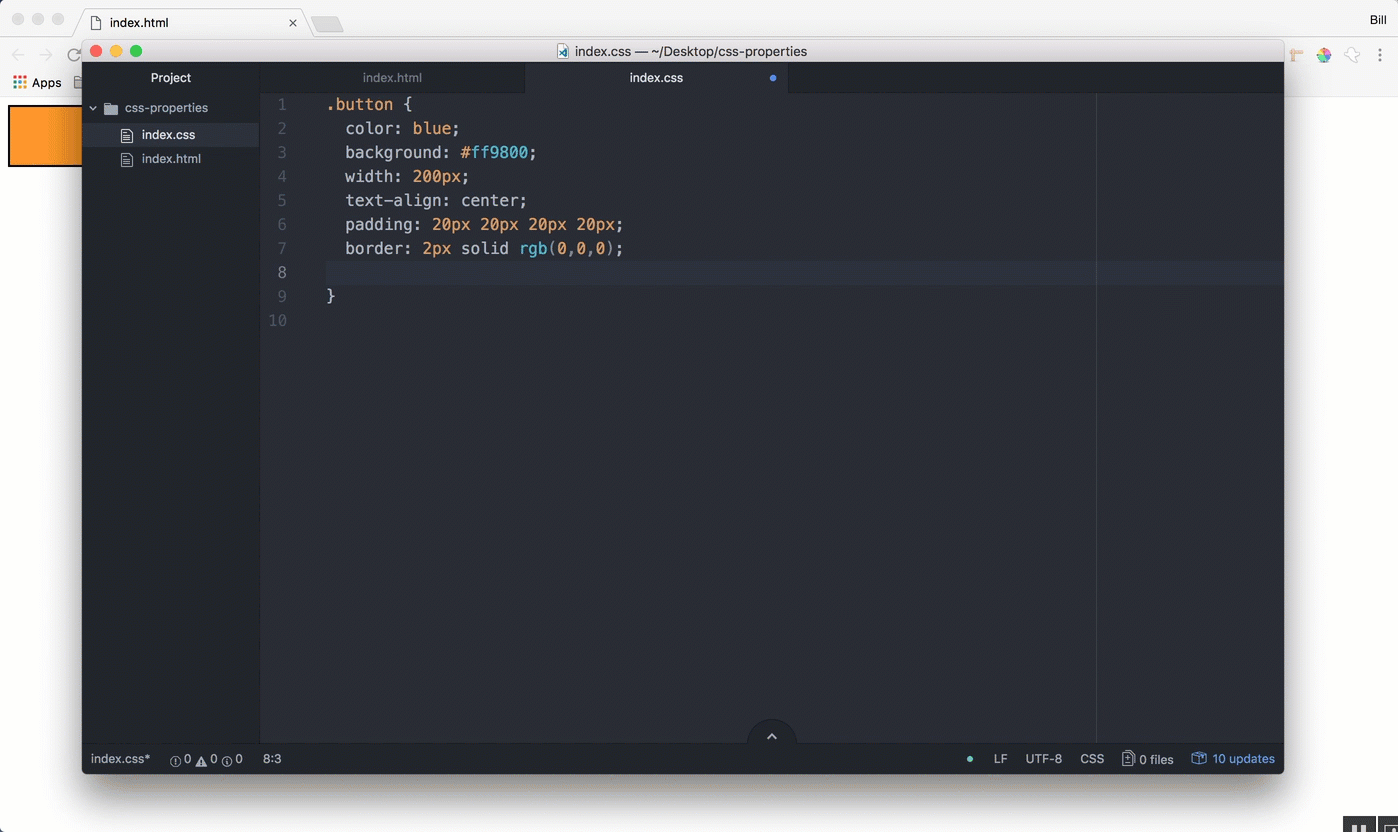 index.html
Bill
index.css — ~/Desktop/css-properties
Apps
Project
index.html
index.css
css-properties
index.css
index.html
1 .button {
2 color: blue;
3 background: #ff9800;
4 width: 200px;
5 text-align: center;
6 padding: 20px 20px 20px 20px;
7 border: 2px solid rgb(0,0,0);
8
9 }
10
index.css* 0 0 0 8:3 LF UTF-8 CSS 0 files 10 updates